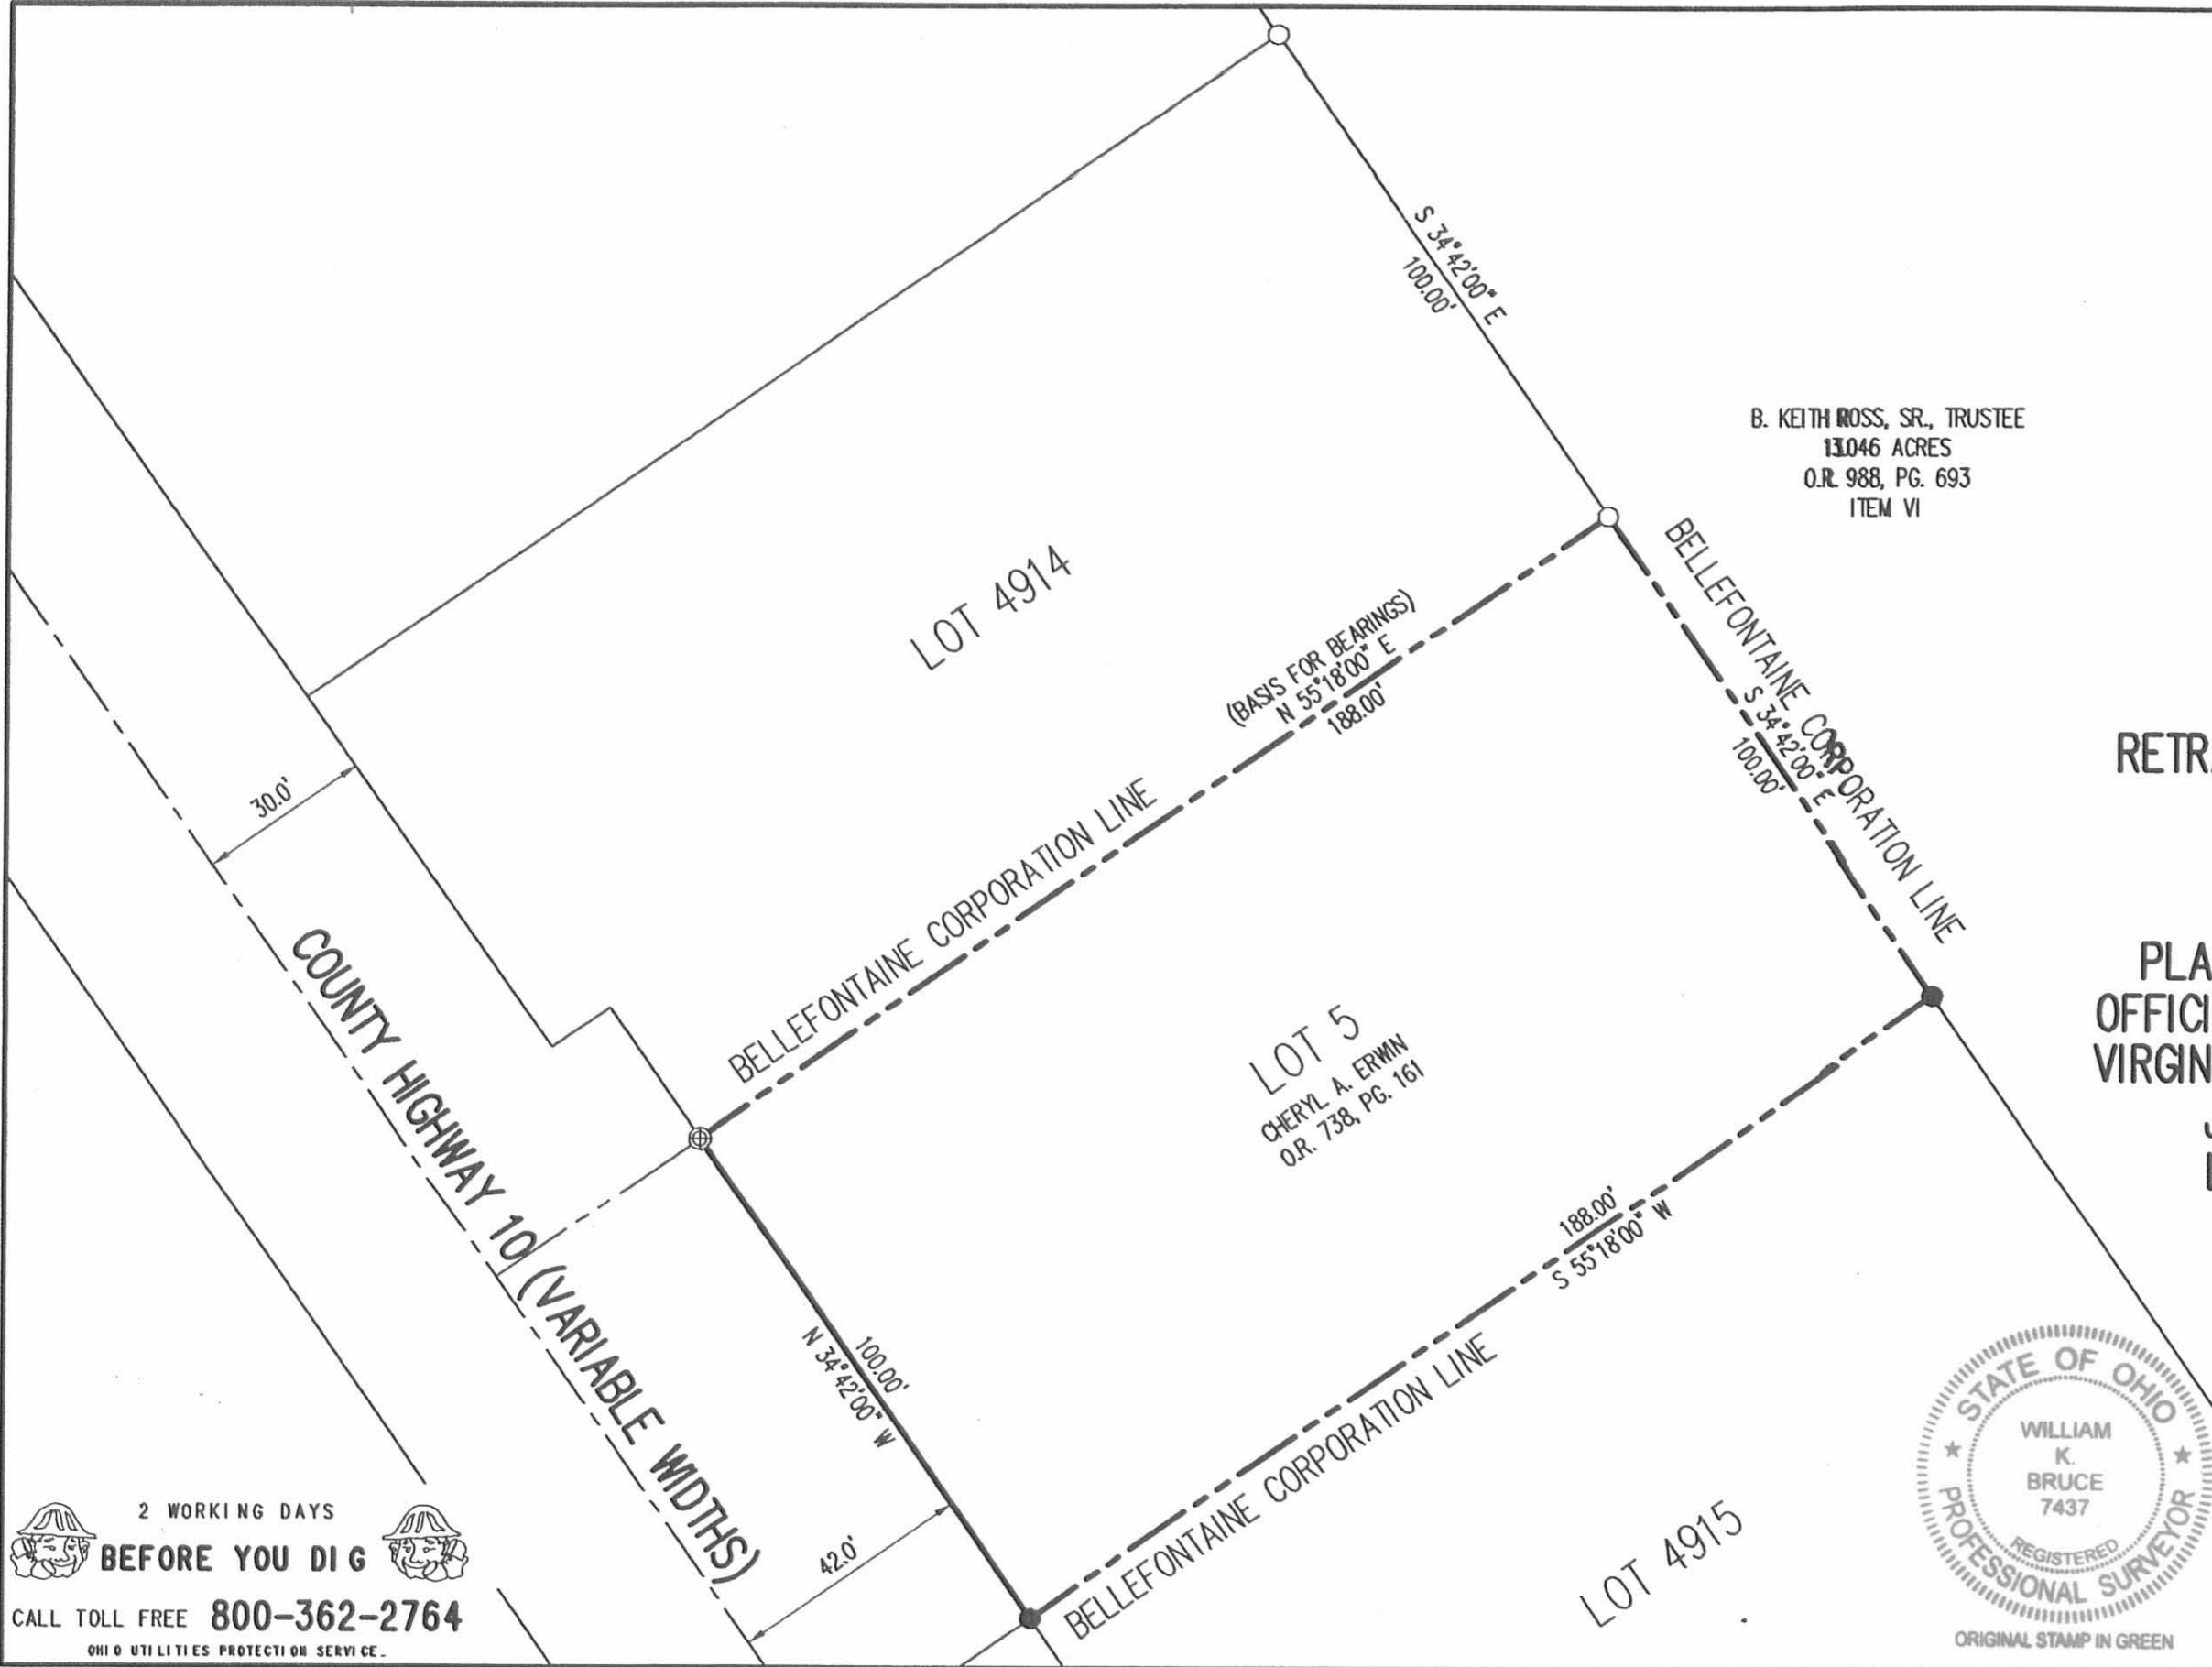 S 34°42'00" E
100.00'
B. KEITH ROSS, SR., TRUSTEE
13.046 ACRES
O.R. 988, PG. 693
ITEM VI
LOT 4914
(BASIS FOR BEARINGS)
N 55°18'00" E
188.00'
BELLEFONTAINE CORPORATION LINE
S 34°42'00" E
100.00'
30.0'
BELLEFONTAINE CORPORATION LINE
RETR
PLA
OFFICI
VIRGIN
COUNTY HIGHWAY 10 (VARIABLE WIDTHS)
LOT 5
CHERYL A. ERWIN
O.R. 738, PG. 161
188.00'
S 55°18'00" W
100.00'
N 34°42'00" W
BELLEFONTAINE CORPORATION LINE
42.0'
LOT 4915
2 WORKING DAYS
BEFORE YOU DIG
CALL TOLL FREE 800-362-2764
OHIO UTILITIES PROTECTION SERVICE.
STATE OF OHIO
WILLIAM
K.
BRUCE
7437
REGISTERED
PROFESSIONAL SURVEYOR
ORIGINAL STAMP IN GREEN